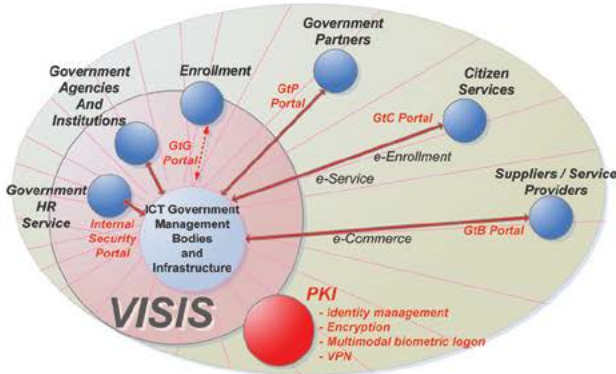 Government
Partners
Enrollment
Government
Agencies
And
Institutions
Citizen
Services
GtP
Portal
GtC Portal
GtG
Portal
e-Enrollment
e-Service
Suppliers / Service
Providers
Government
HR
Service
Internal
Security
Portal
ICT Government
Management
Bodies
and
Infrastructure
GtB Portal
e-Commerce
VISIS
PKI
- Identity management
- Encryption
- Multimodal biometric logon
- VPN